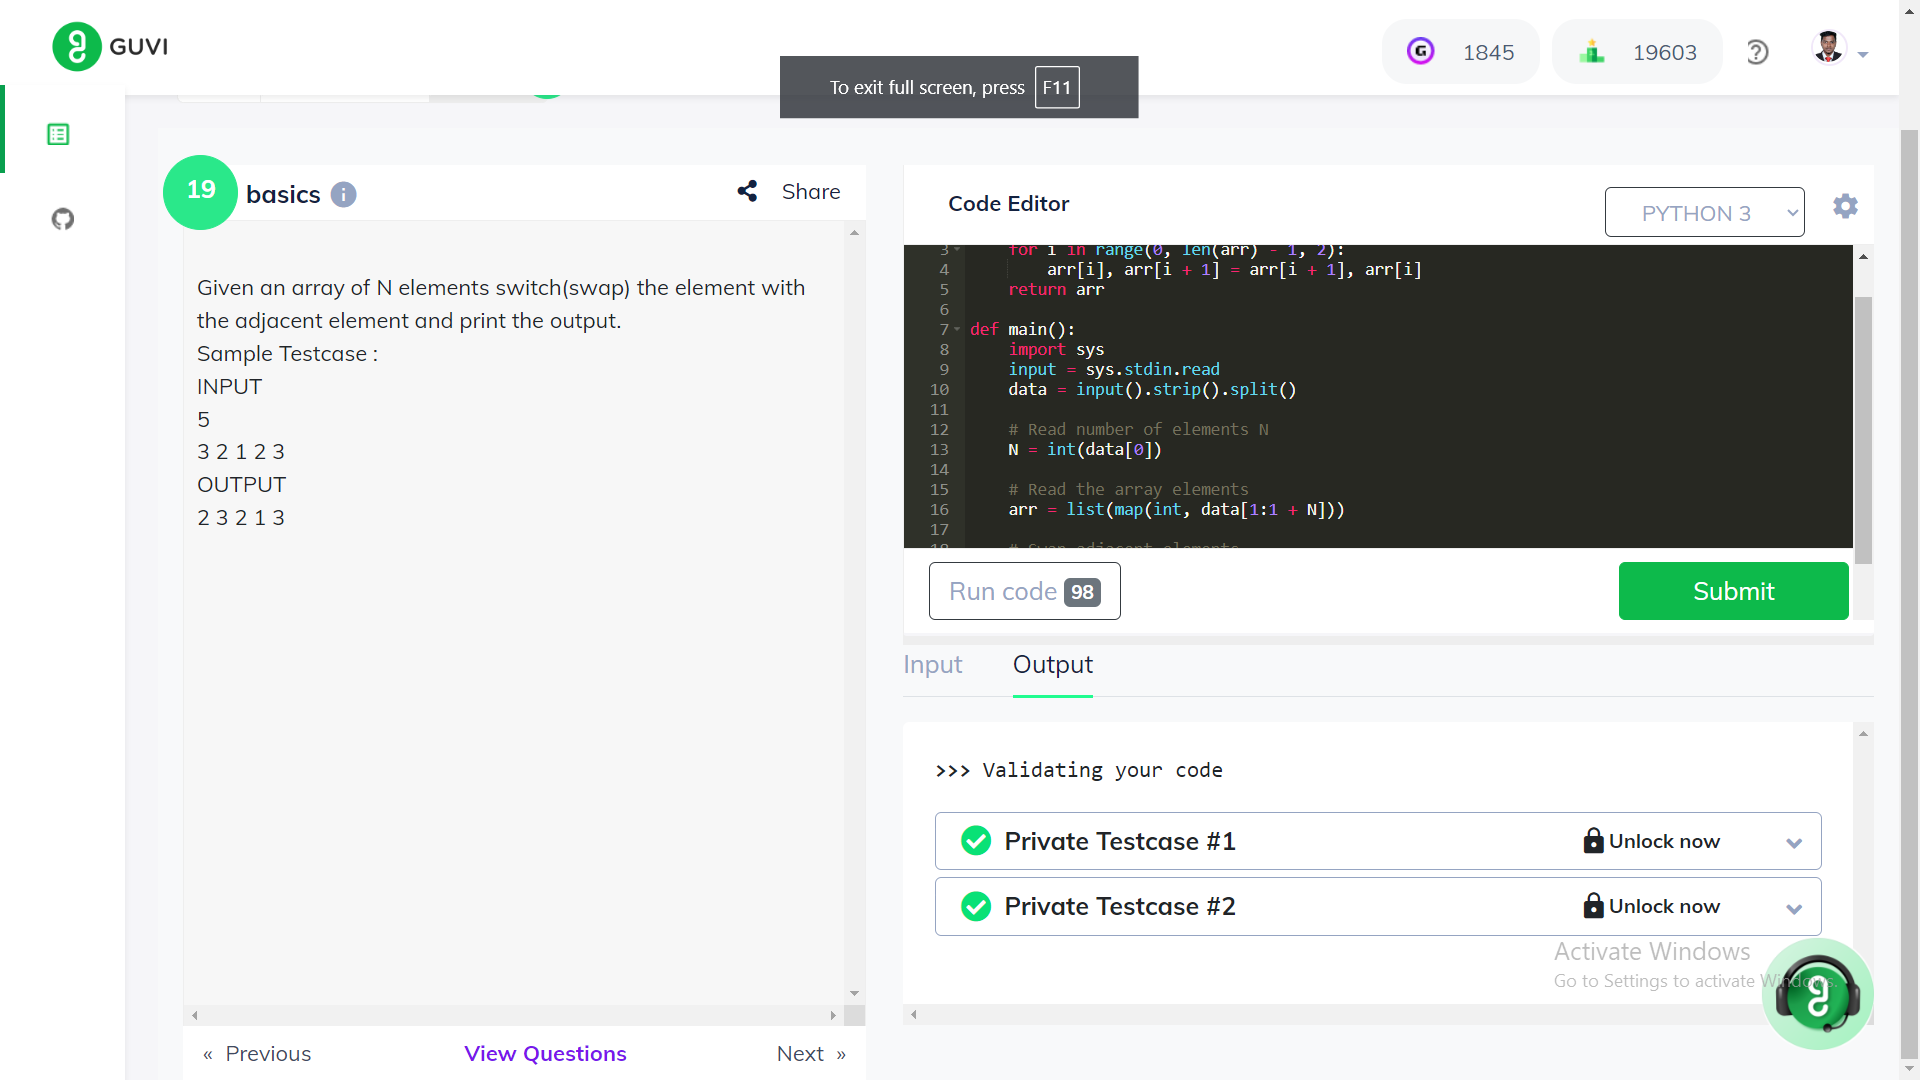 GUVI
1845
19603
To exit full screen, press F11
19 basics
Share
Given an array of N elements switch(swap) the element with
the adjacent element and print the output.
Sample Testcase :
INPUT
5
3 2 1 2 3
OUTPUT
2 3 2 1 3
« Previous
View Questions
Next »
Code Editor
PYTHON 3
3 for i in range(0, len(arr) - 1, 2):
4 arr[i], arr[i + 1] = arr[i + 1], arr[i]
5 return arr
6
7 def main():
8 import sys
9 input = sys.stdin.read
10 data = input().strip().split()
11
12 # Read number of elements N
13 N = int(data[0])
14
15 # Read the array elements
16 arr = list(map(int, data[1:1 + N]))
17
18 # Swap adjacent elements
Run code 98
Submit
Input
Output
>>> Validating your code
Private Testcase #1
Unlock now
Private Testcase #2
Unlock now
Activate Windows
Go to Settings to activate Windows.